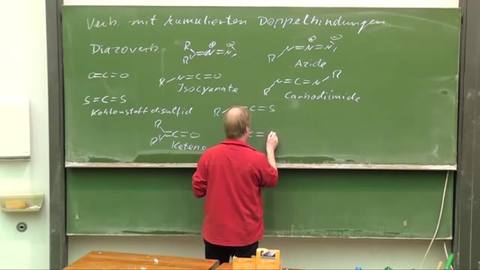 Verb. mit kumulierten Doppelbindungen
Diazoverb.
R R =N=N
R N=N=N
Azide
O=C=O
R N=C=O
Isocyanate
R N=C=N R
Carbodiimide
S=C=S
Kohlenstoffdisulfid
R =C=S
R R =C=O
Ketene
C=